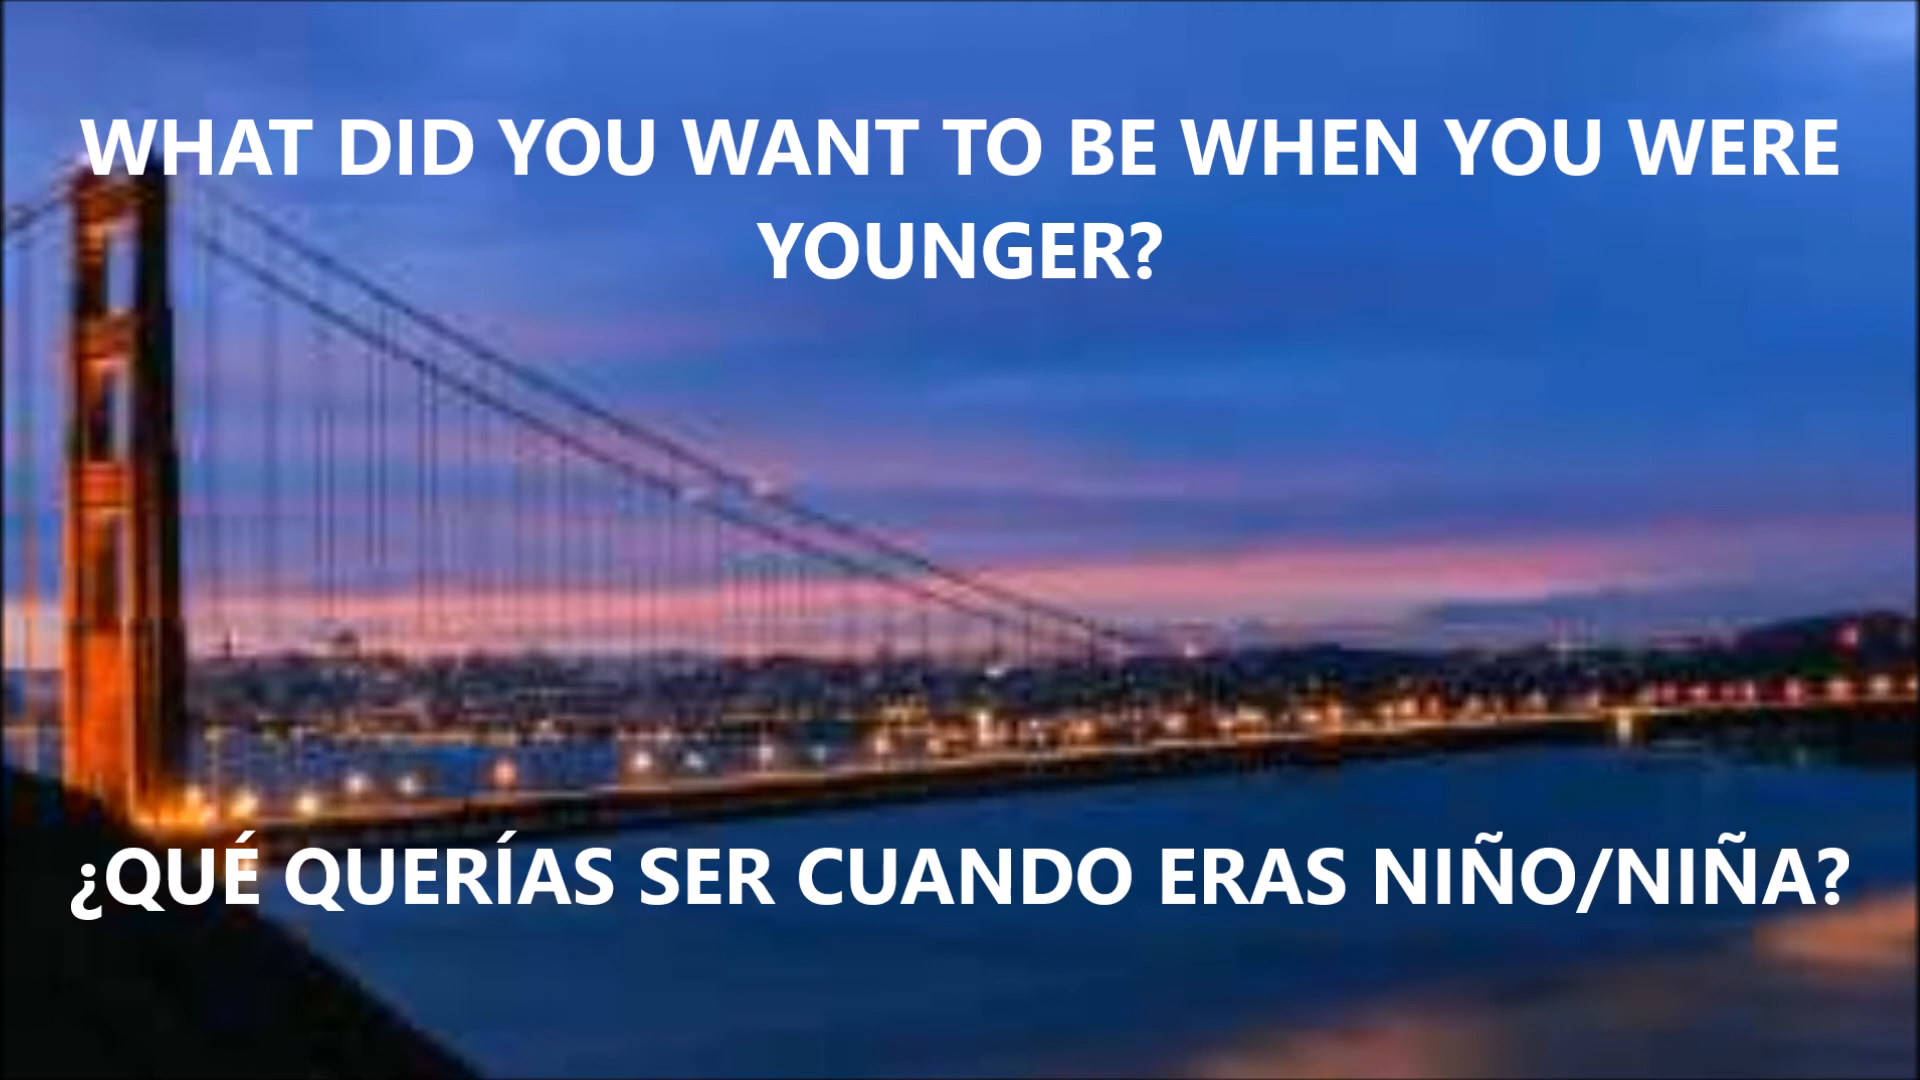 WHAT DID YOU WANT TO BE WHEN YOU WERE
YOUNGER?
¿QUÉ QUERÍAS SER CUANDO ERAS NIÑO/NIÑA?